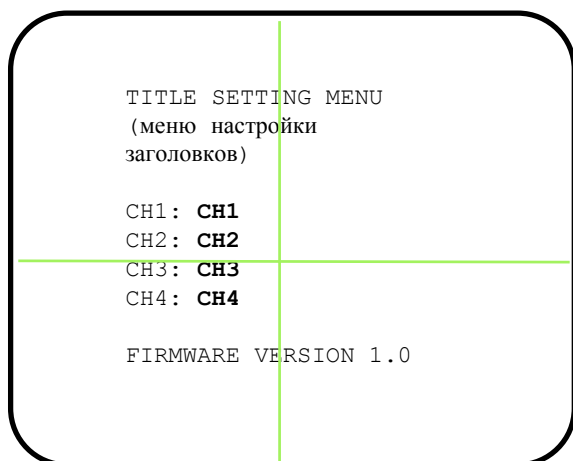 TITLE SETTING MENU
(меню настройки
заголовков)
CH1: CH1
CH2: CH2
CH3: CH3
CH4: CH4
FIRMWARE VERSION 1.0